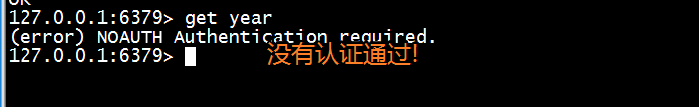 127.0.0.1:6379> get year
(error) NOAUTH Authentication required.
127.0.0.1:6379>
没有认证通过!